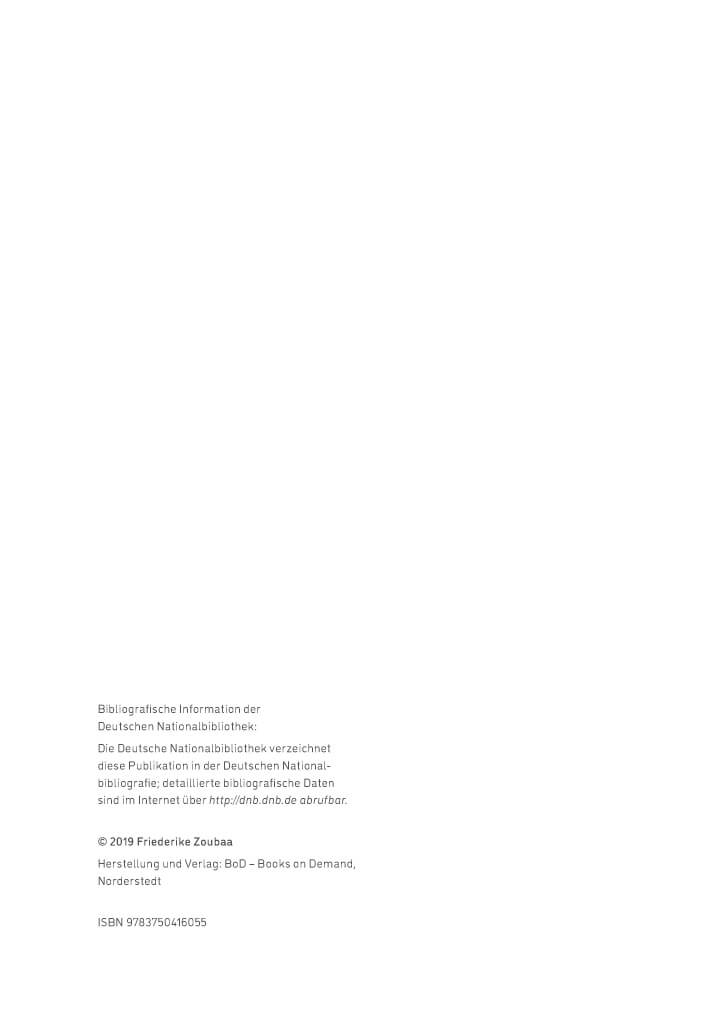 Bibliografische Information der
Deutschen Nationalbibliothek:
Die Deutsche Nationalbibliothek verzeichnet
diese Publikation in der Deutschen National-
bibliografie; detaillierte bibliografische Daten
sind im Internet über http://dnb.dnb.de abrufbar.
© 2019 Friederike Zoubaa
Herstellung und Verlag: BoD – Books on Demand,
Norderstedt
ISBN 9783750416055